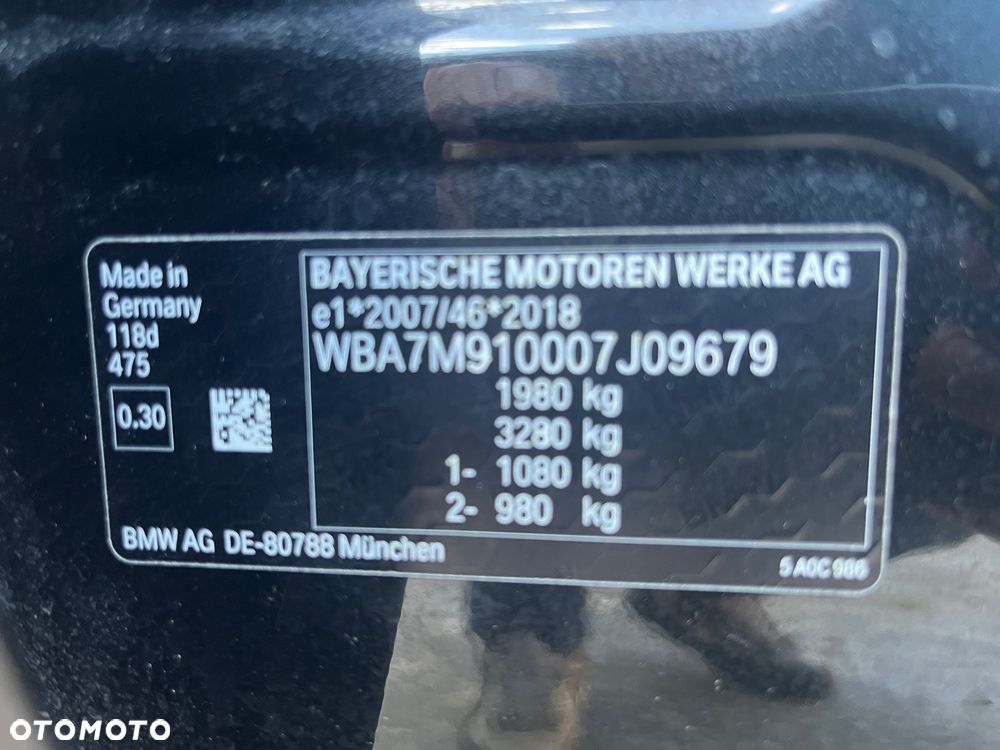 Made in
Germany
118d
475
0.30
BAYERISCHE MOTOREN WERKE AG
e1*2007/46*2018
WBA7M910007J09679
1980 kg
3280 kg
1- 1080 kg
2- 980 kg
BMW AG DE-80788 München
5 A0C 986
OTOMOTO